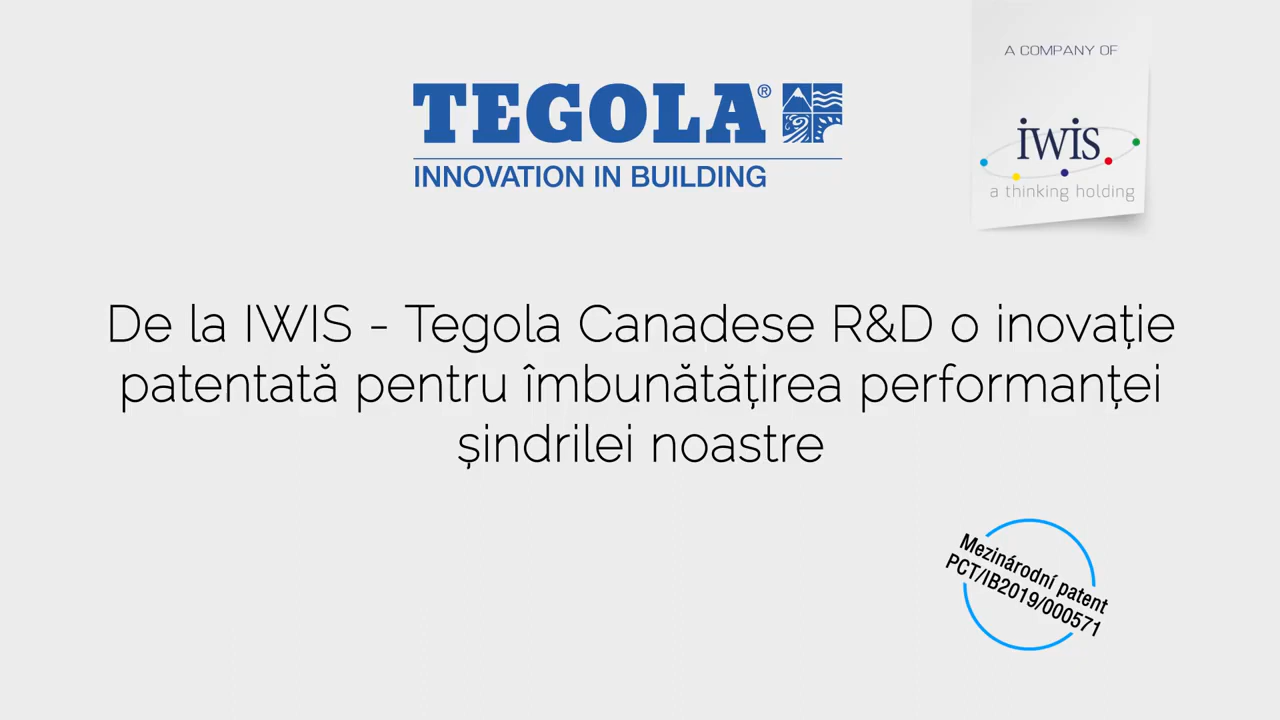 TEGOLA®
INNOVATION IN BUILDING
A COMPANY OF
iwis
a thinking holding
De la IWIS - Tegola Canadese R&D o inovație
patentată pentru îmbunătățirea performanței
șindrilei noastre
Mezinárodní patent
PCT/IB2019/000571